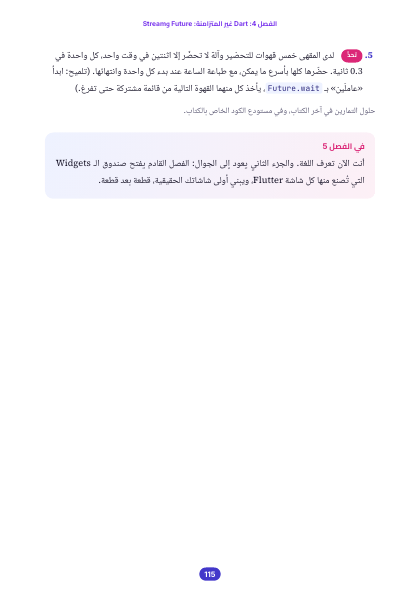 الفصل 4: Dart غير المتزامنة: Future وStream
5. تحدٍّ لدى المقهى خمس قهوات للتحضير وآلة لا تحضّر إلا اثنتين في وقت واحد، كل واحدة في
0.3 ثانية. حضّرها كلها بأسرع ما يمكن، مع طباعة الساعة عند بدء كل واحدة وانتهائها. (تلميح: ابدأ
«عاملَين» بـ Future.wait، يأخذ كل منهما القهوة التالية من قائمة مشتركة حتى تفرغ.)
حلول التمارين في آخر الكتاب، وفي مستودع الكود الخاص بالكتاب.
في الفصل 5
أنت الآن تعرف اللغة. والجزء الثاني يعود إلى الجوال: الفصل القادم يفتح صندوق الـ Widgets
التي تُصنع منها كل شاشة Flutter، ويبني أولى شاشاتك الحقيقية، قطعة بعد قطعة.
115